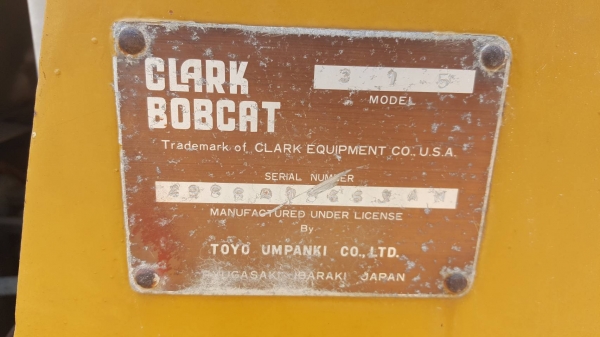 CLARK
BOBCAT
MODEL
Trademark of CLARK EQUIPMENT CO., U.S.A.
SERIAL NUMBER
MANUFACTURED UNDER LICENSE
By
TOYO UMPANKI CO., LTD.
IBARAKI JAPAN